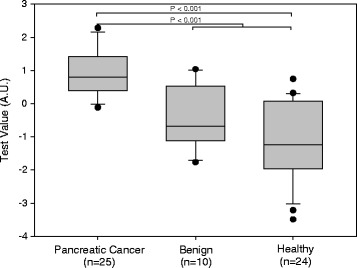 P < 0.001
P < 0.001
Test Value (A.U.)
3
2
1
0
-1
-2
-3
-4
Pancreatic Cancer
(n=25)
Benign
(n=10)
Healthy
(n=24)